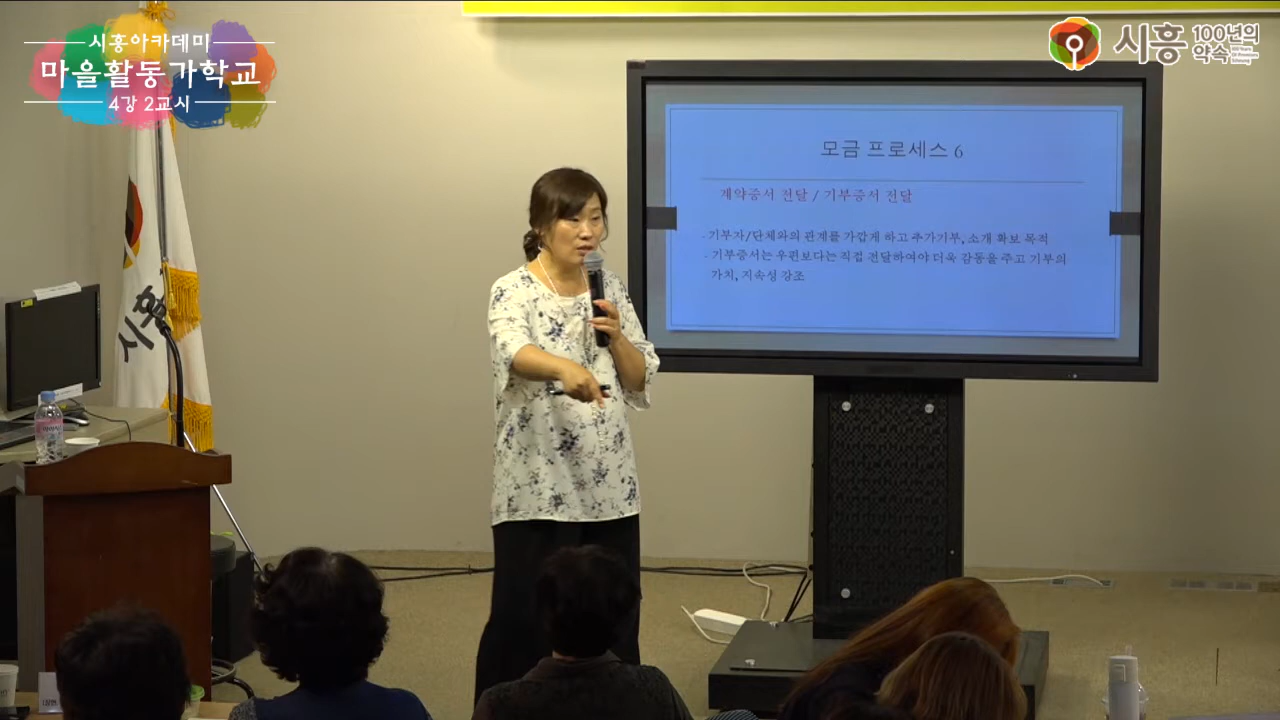 시흥아카데미
마을활동가학교
4강 2교시
시흥 100년의
약속
모금 프로세스 6
계약증서 전달 / 기부증서 전달
- 기부자/단체와의 관계를 가깝게 하고 추가기부, 소개 확보 목적
- 기부증서는 우편보다는 직접 전달하여야 더욱 감동을 주고 기부의
가치, 지속성 강조
시흥